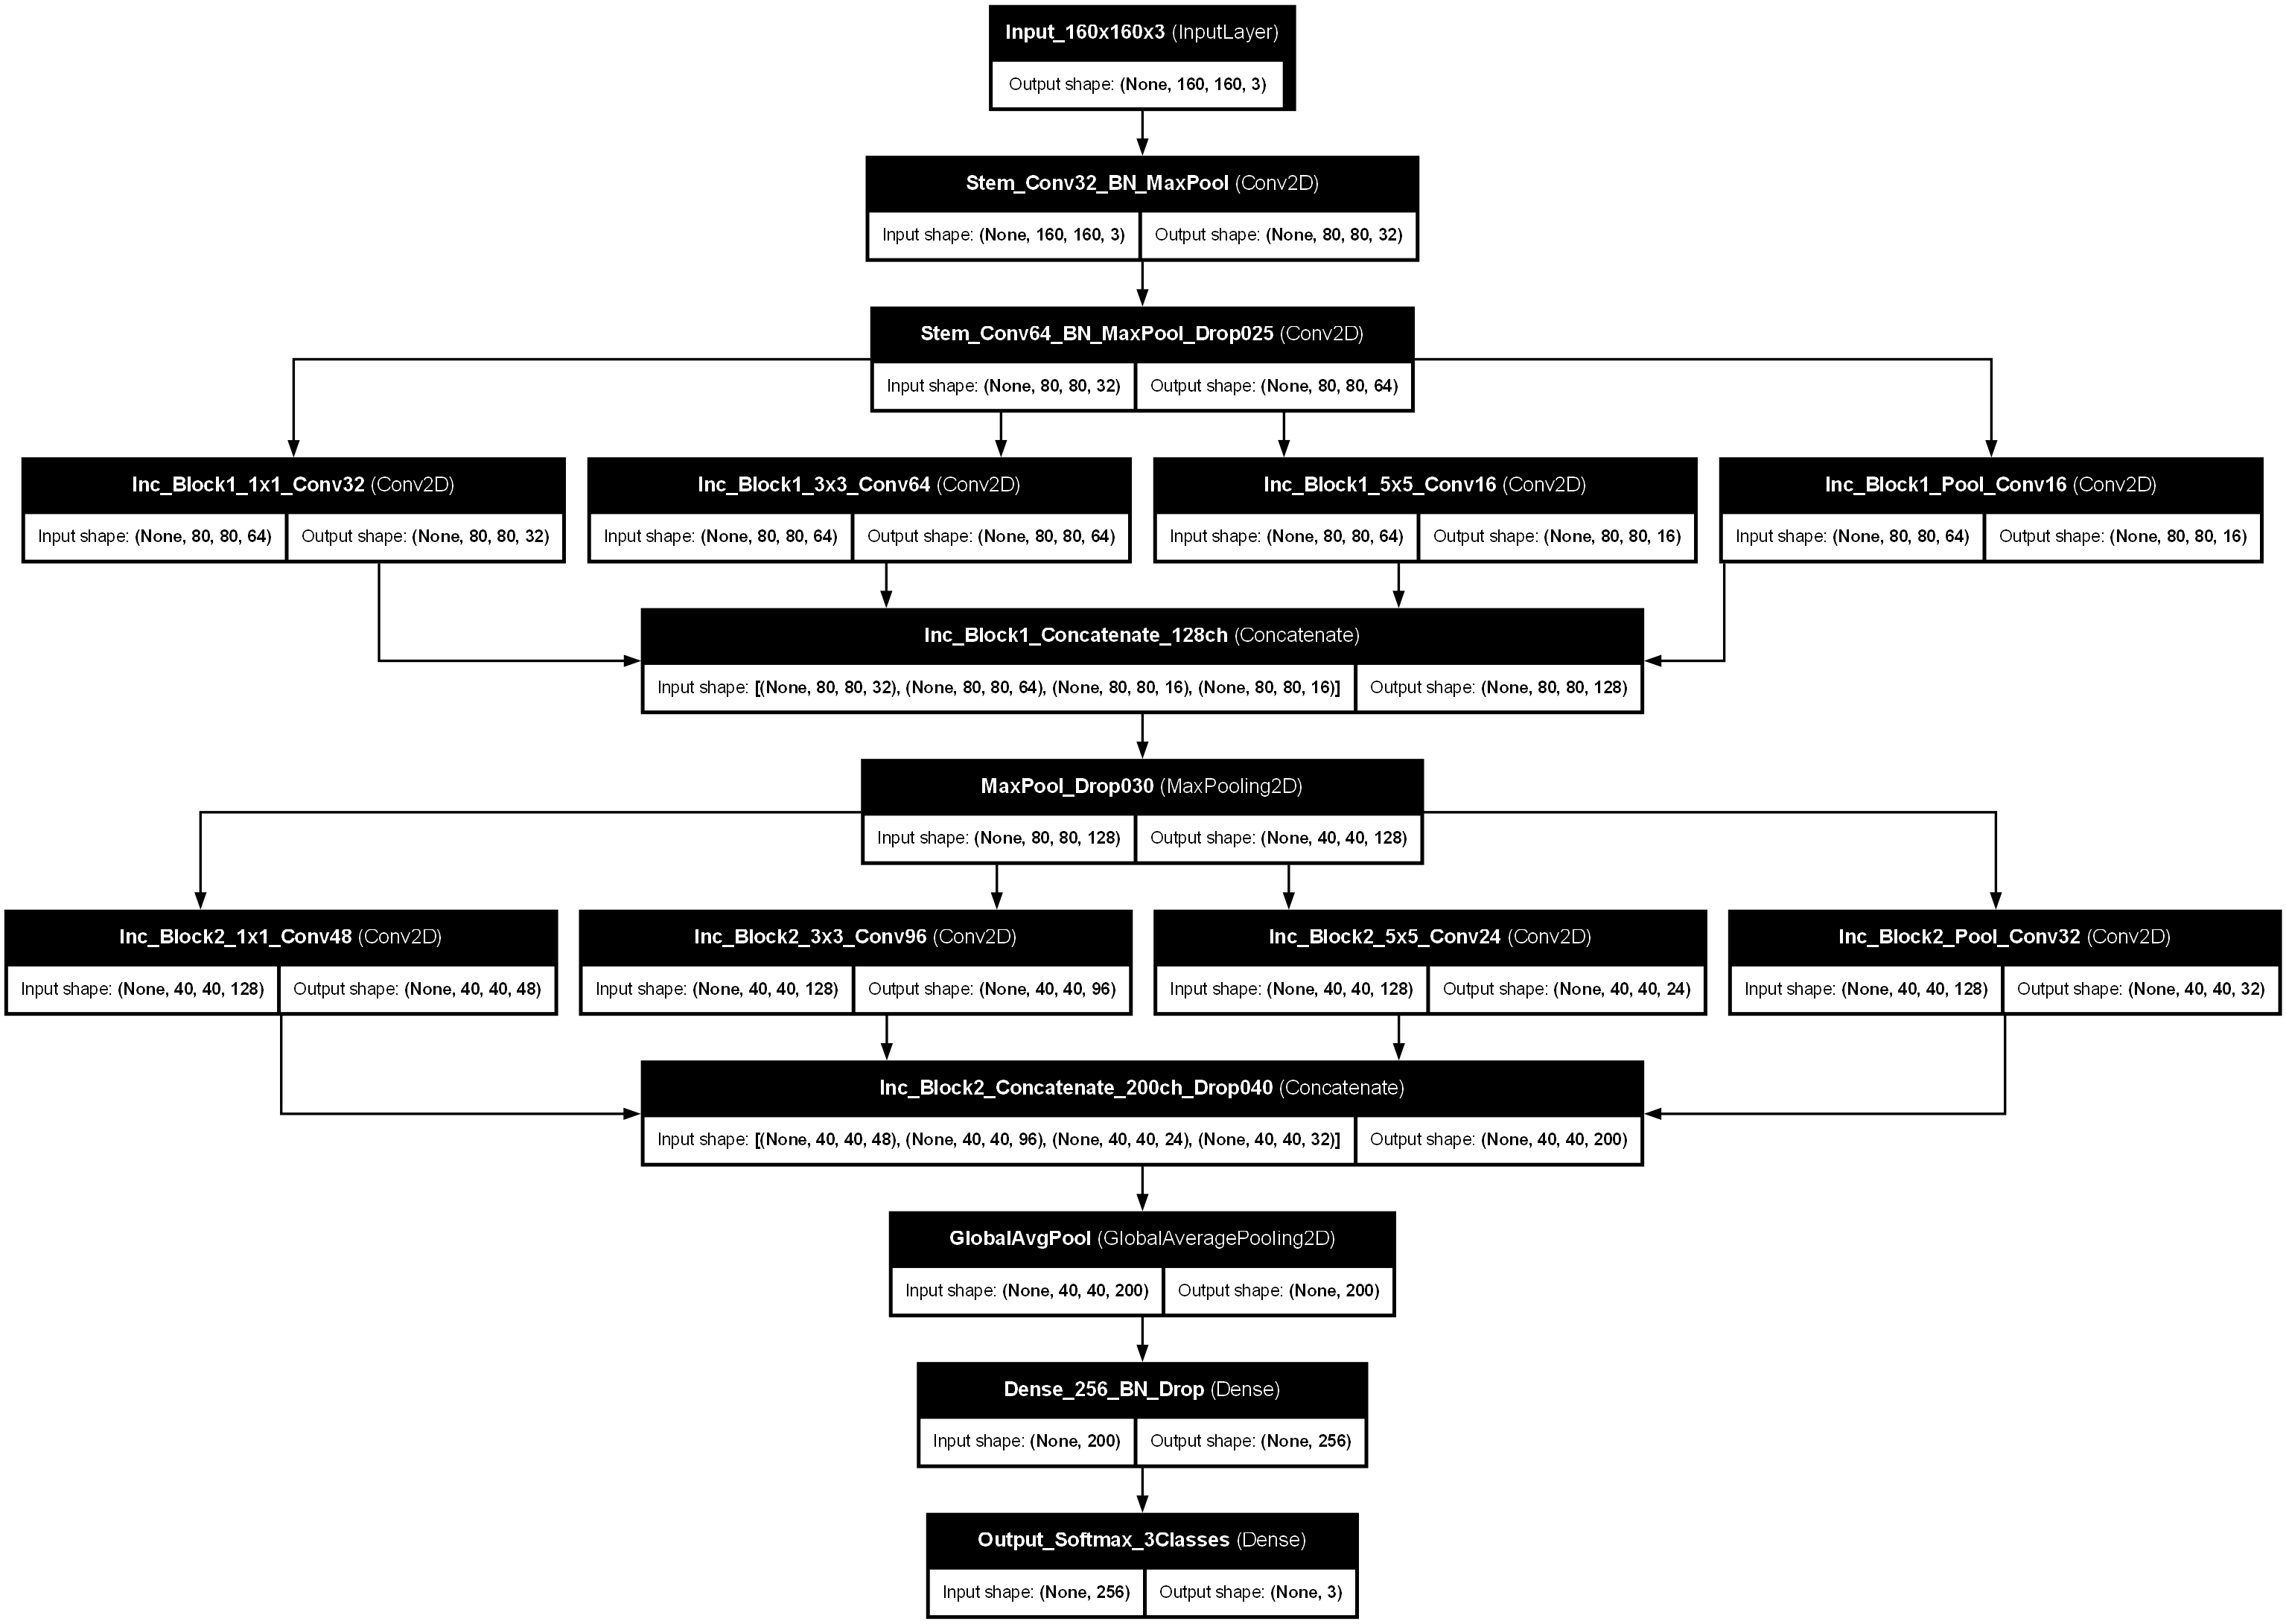 Input_160x160x3 (InputLayer)
Output shape: (None, 160, 160, 3)
Stem_Conv32_BN_MaxPool (Conv2D)
Input shape: (None, 160, 160, 3) Output shape: (None, 80, 80, 32)
Stem_Conv64_BN_MaxPool_Drop025 (Conv2D)
Input shape: (None, 80, 80, 32) Output shape: (None, 80, 80, 64)
Inc_Block1_1x1_Conv32 (Conv2D)
Input shape: (None, 80, 80, 64) Output shape: (None, 80, 80, 32)
Inc_Block1_3x3_Conv64 (Conv2D)
Input shape: (None, 80, 80, 64) Output shape: (None, 80, 80, 64)
Inc_Block1_5x5_Conv16 (Conv2D)
Input shape: (None, 80, 80, 64) Output shape: (None, 80, 80, 16)
Inc_Block1_Pool_Conv16 (Conv2D)
Input shape: (None, 80, 80, 64) Output shape: (None, 80, 80, 16)
Inc_Block1_Concatenate_128ch (Concatenate)
Input shape: [(None, 80, 80, 32), (None, 80, 80, 64), (None, 80, 80, 16), (None, 80, 80, 16)] Output shape: (None, 80, 80, 128)
MaxPool_Drop030 (MaxPooling2D)
Input shape: (None, 80, 80, 128) Output shape: (None, 40, 40, 128)
Inc_Block2_1x1_Conv48 (Conv2D)
Input shape: (None, 40, 40, 128) Output shape: (None, 40, 40, 48)
Inc_Block2_3x3_Conv96 (Conv2D)
Input shape: (None, 40, 40, 128) Output shape: (None, 40, 40, 96)
Inc_Block2_5x5_Conv24 (Conv2D)
Input shape: (None, 40, 40, 128) Output shape: (None, 40, 40, 24)
Inc_Block2_Pool_Conv32 (Conv2D)
Input shape: (None, 40, 40, 128) Output shape: (None, 40, 40, 32)
Inc_Block2_Concatenate_200ch_Drop040 (Concatenate)
Input shape: [(None, 40, 40, 48), (None, 40, 40, 96), (None, 40, 40, 24), (None, 40, 40, 32)] Output shape: (None, 40, 40, 200)
GlobalAvgPool (GlobalAveragePooling2D)
Input shape: (None, 40, 40, 200) Output shape: (None, 200)
Dense_256_BN_Drop (Dense)
Input shape: (None, 200) Output shape: (None, 256)
Output_Softmax_3Classes (Dense)
Input shape: (None, 256) Output shape: (None, 3)